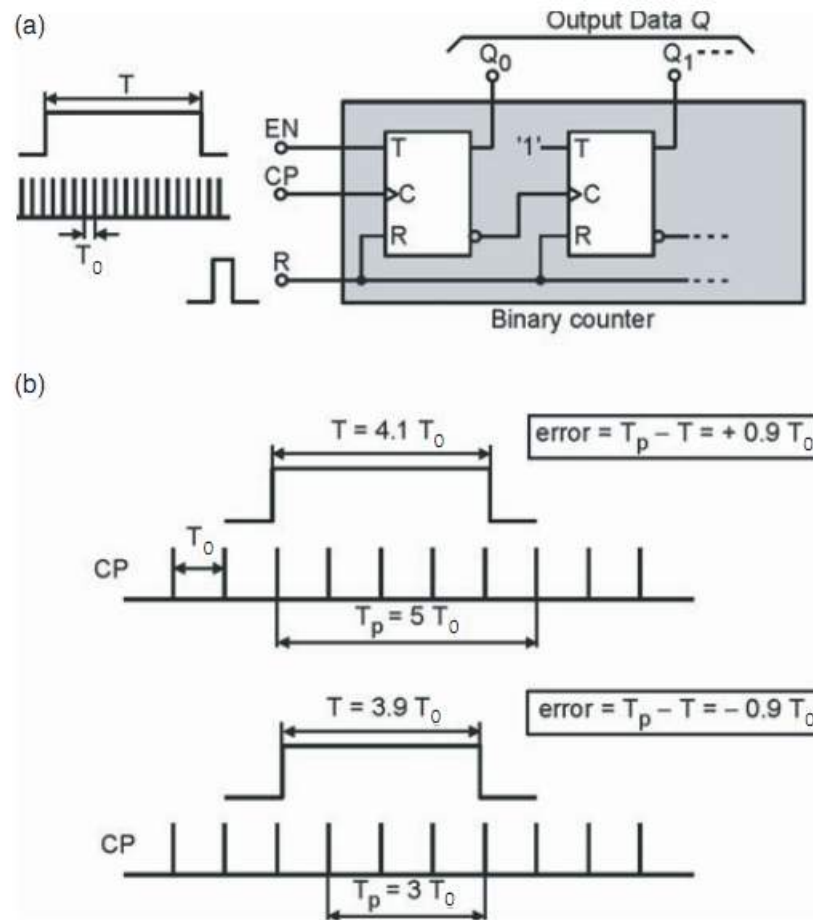 (a)
Output Data Q
Q0 Q1 ----
T
EN T '1' T
CP C C
T0
R R R
----
----
Binary counter
(b)
T = 4.1 T0 error = Tp – T = + 0.9 T0
T0
CP
Tp = 5 T0
T = 3.9 T0 error = Tp – T = – 0.9 T0
CP
Tp = 3 T0